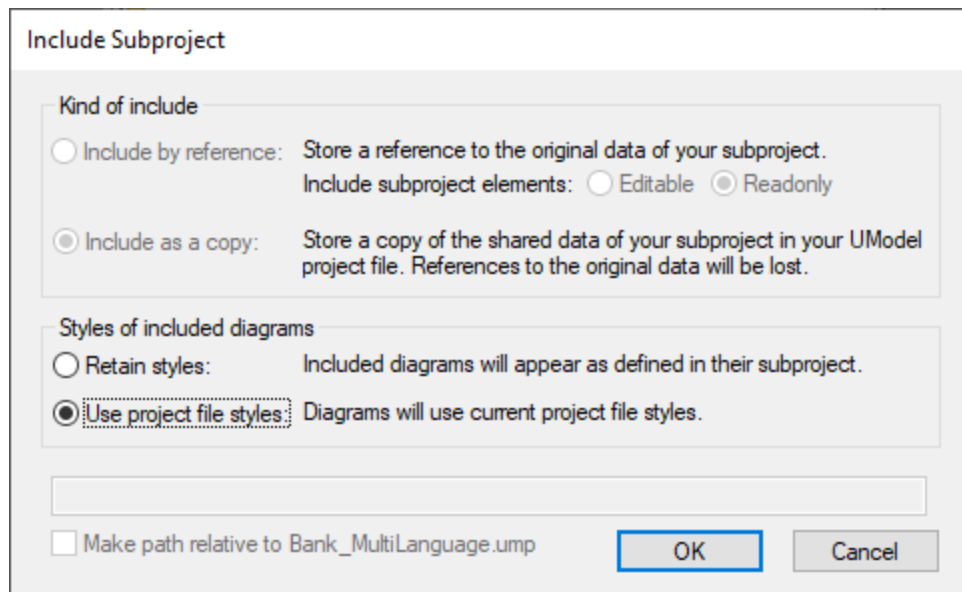 Include Subproject
Kind of include
Include by reference: Store a reference to the original data of your subproject.
Include subproject elements: Editable Readonly
Include as a copy: Store a copy of the shared data of your subproject in your UModel
project file. References to the original data will be lost.
Styles of included diagrams
Retain styles: Included diagrams will appear as defined in their subproject.
Use project file styles: Diagrams will use current project file styles.
Make path relative to Bank_MultiLanguage.ump
OK Cancel